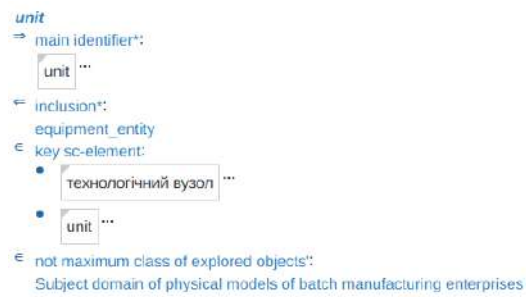 unit
⇒ main identifier*:
unit ...
⇐ inclusion*:
equipment_entity
∈ key sc-element:
• технологічний вузол ...
• unit ...
∈ not maximum class of explored objects':
Subject domain of physical models of batch manufacturing enterprises